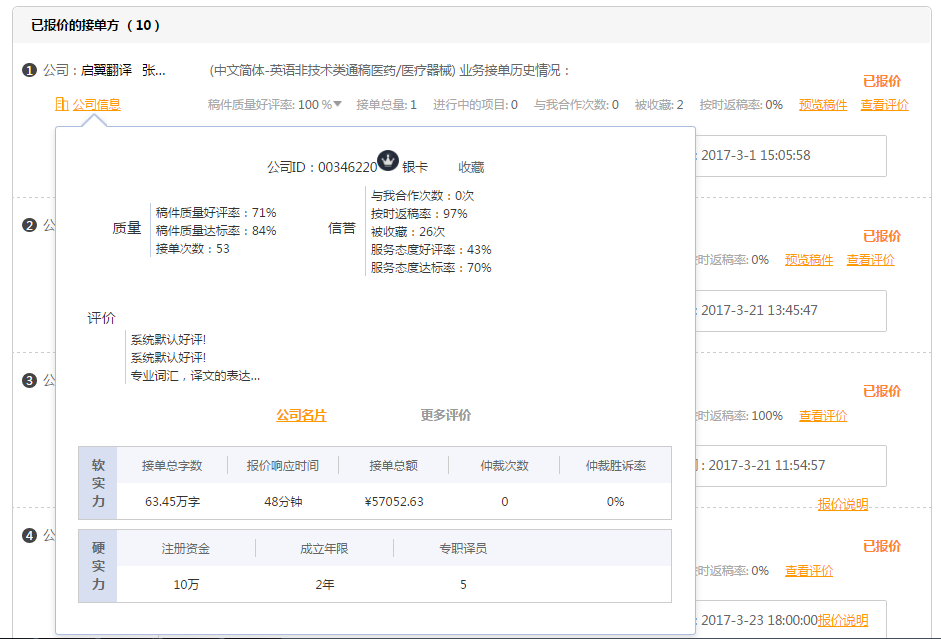 已报价的接单方 ( 10 )
1 公司：启翼翻译 张... (中文简体-英语非技术类通稿医药/医疗器械) 业务接单历史情况：
已报价
公司信息 稿件质量好评率: 100 % 接单总量: 1 进行中的项目: 0 与我合作次数: 0 被收藏: 2 按时返稿率: 0% 预览稿件 查看评价
: 2017-3-1 15:05:58
公司ID：00346220 银卡 收藏
质量
稿件质量好评率：71%
稿件质量达标率：84%
接单次数：53
信誉
与我合作次数：0次
按时返稿率：97%
被收藏：26次
服务态度好评率：43%
服务态度达标率：70%
评价
系统默认好评!
系统默认好评!
专业词汇，译文的表达...
公司名片 更多评价
软实力
接单总字数 报价响应时间 接单总额 仲裁次数 仲裁胜诉率
63.45万字 48分钟 ¥57052.63 0 0%
硬实力
注册资金 成立年限 专职译员
10万 2年 5
2 公
已报价
时返稿率: 0% 预览稿件 查看评价
: 2017-3-21 13:45:47
3 公
已报价
时返稿率: 100% 查看评价
: 2017-3-21 11:54:57
报价说明
4 公
已报价
时返稿率: 0% 查看评价
: 2017-3-23 18:00:00报价说明